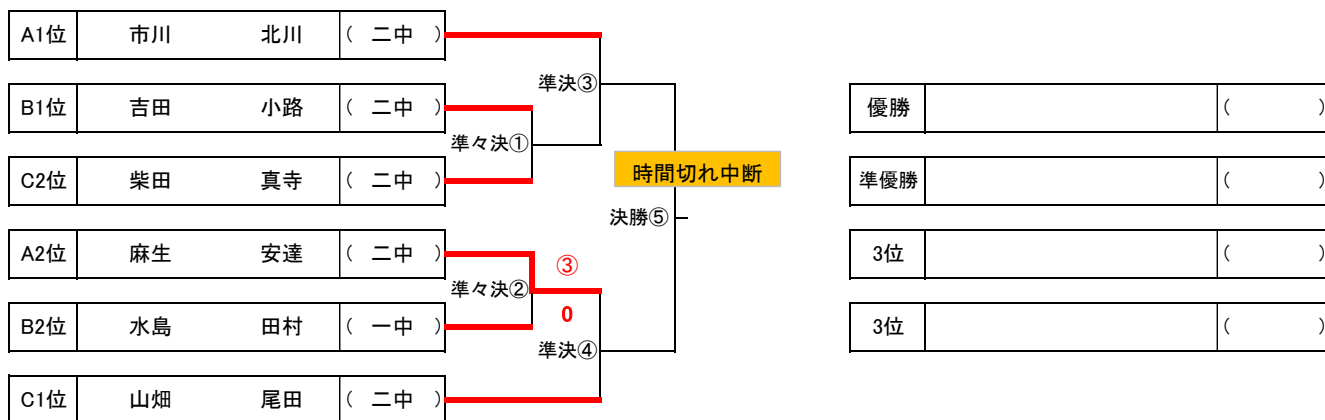 A1位 市川 北川 ( 二中 )
準決③
B1位 吉田 小路 ( 二中 )
優勝 ( )
準々決①
C2位 柴田 真寺 ( 二中 )
時間切れ中断
準優勝 ( )
決勝⑤
A2位 麻生 安達 ( 二中 )
③
3位 ( )
準々決②
0
B2位 水島 田村 ( 一中 )
3位 ( )
準決④
C1位 山畑 尾田 ( 二中 )